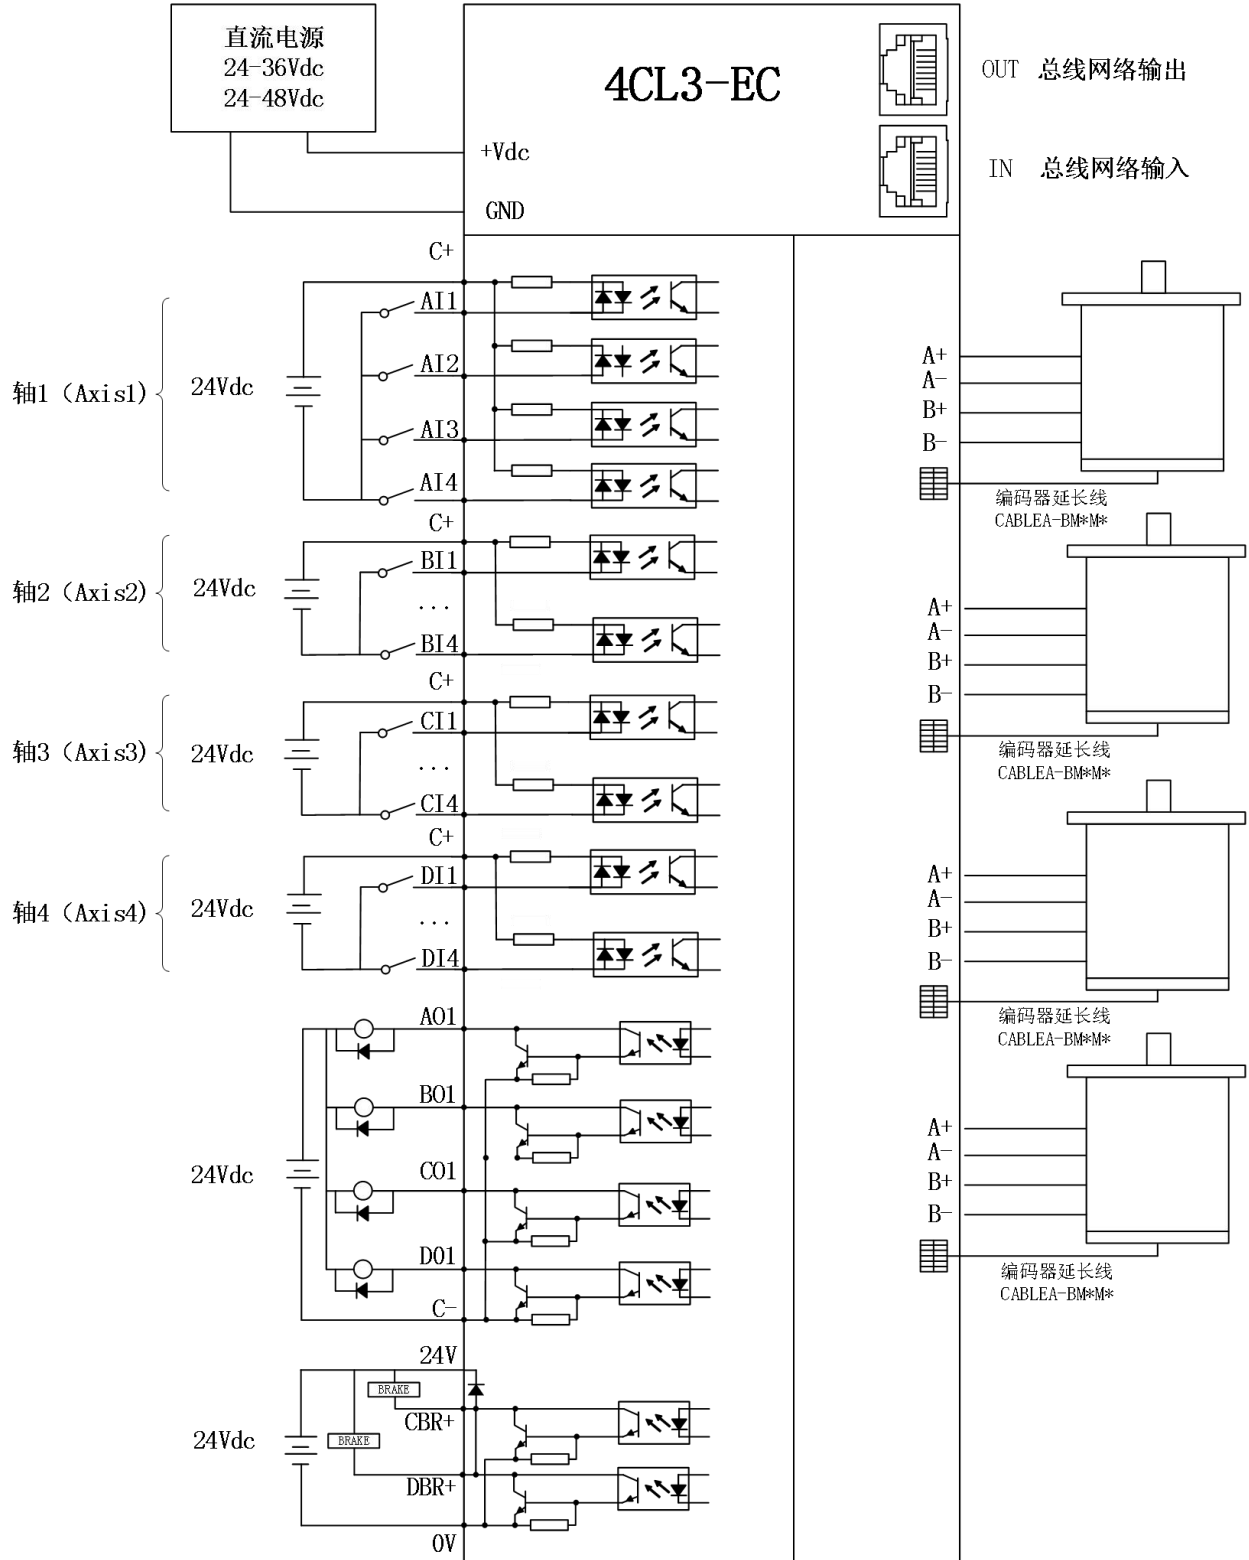 直流电源
24-36Vdc
24-48Vdc
4CL3-EC
OUT 总线网络输出
IN 总线网络输入
+Vdc
GND
C+
AI1
AI2
AI3
AI4
轴1（Axis1）
24Vdc
C+
BI1
...
BI4
轴2（Axis2）
24Vdc
C+
CI1
...
CI4
轴3（Axis3）
24Vdc
C+
DI1
...
DI4
轴4（Axis4）
24Vdc
AO1
BO1
CO1
DO1
C-
24Vdc
24V
BRAKE
CBR+
BRAKE
DBR+
24Vdc
0V
A+
A-
B+
B-
编码器延长线
CABLEA-BM*M*
A+
A-
B+
B-
编码器延长线
CABLEA-BM*M*
A+
A-
B+
B-
编码器延长线
CABLEA-BM*M*
A+
A-
B+
B-
编码器延长线
CABLEA-BM*M*